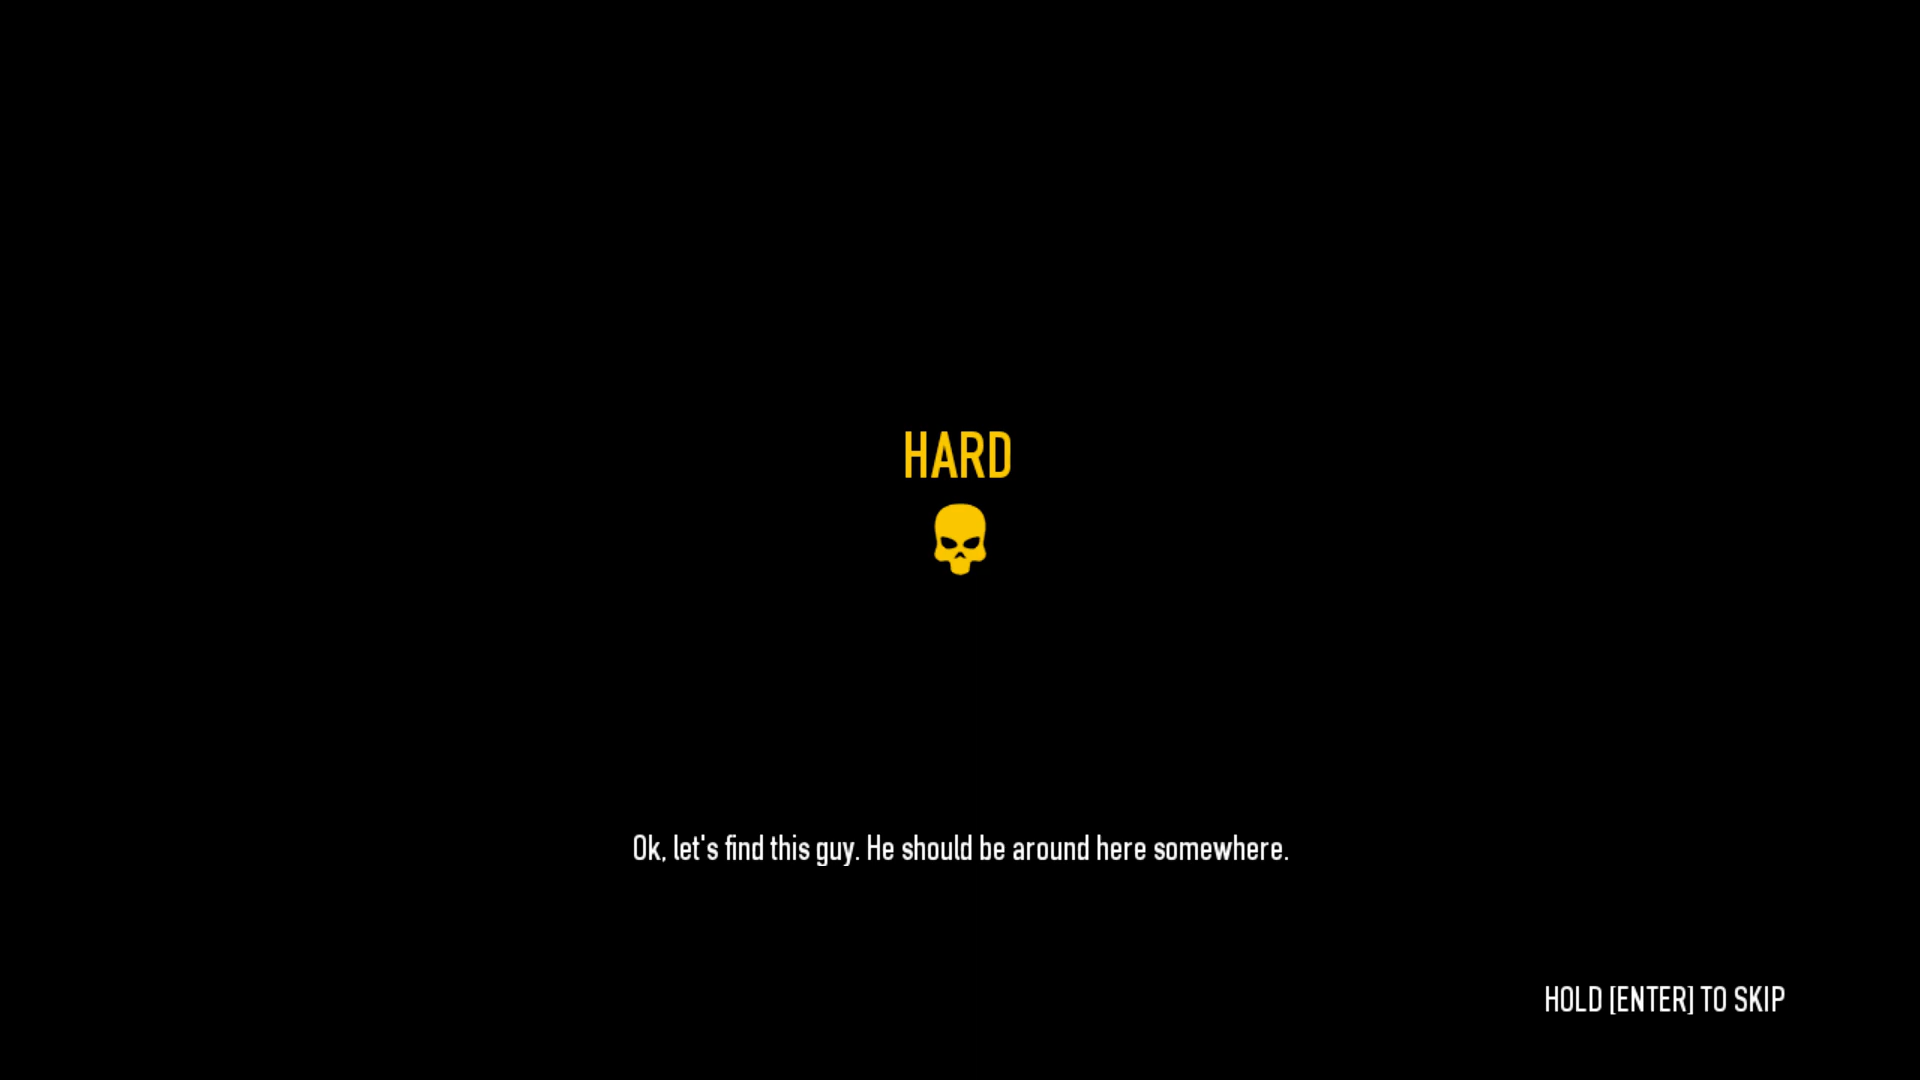 HARD
Ok, let's find this guy. He should be around here somewhere.
HOLD [ENTER] TO SKIP